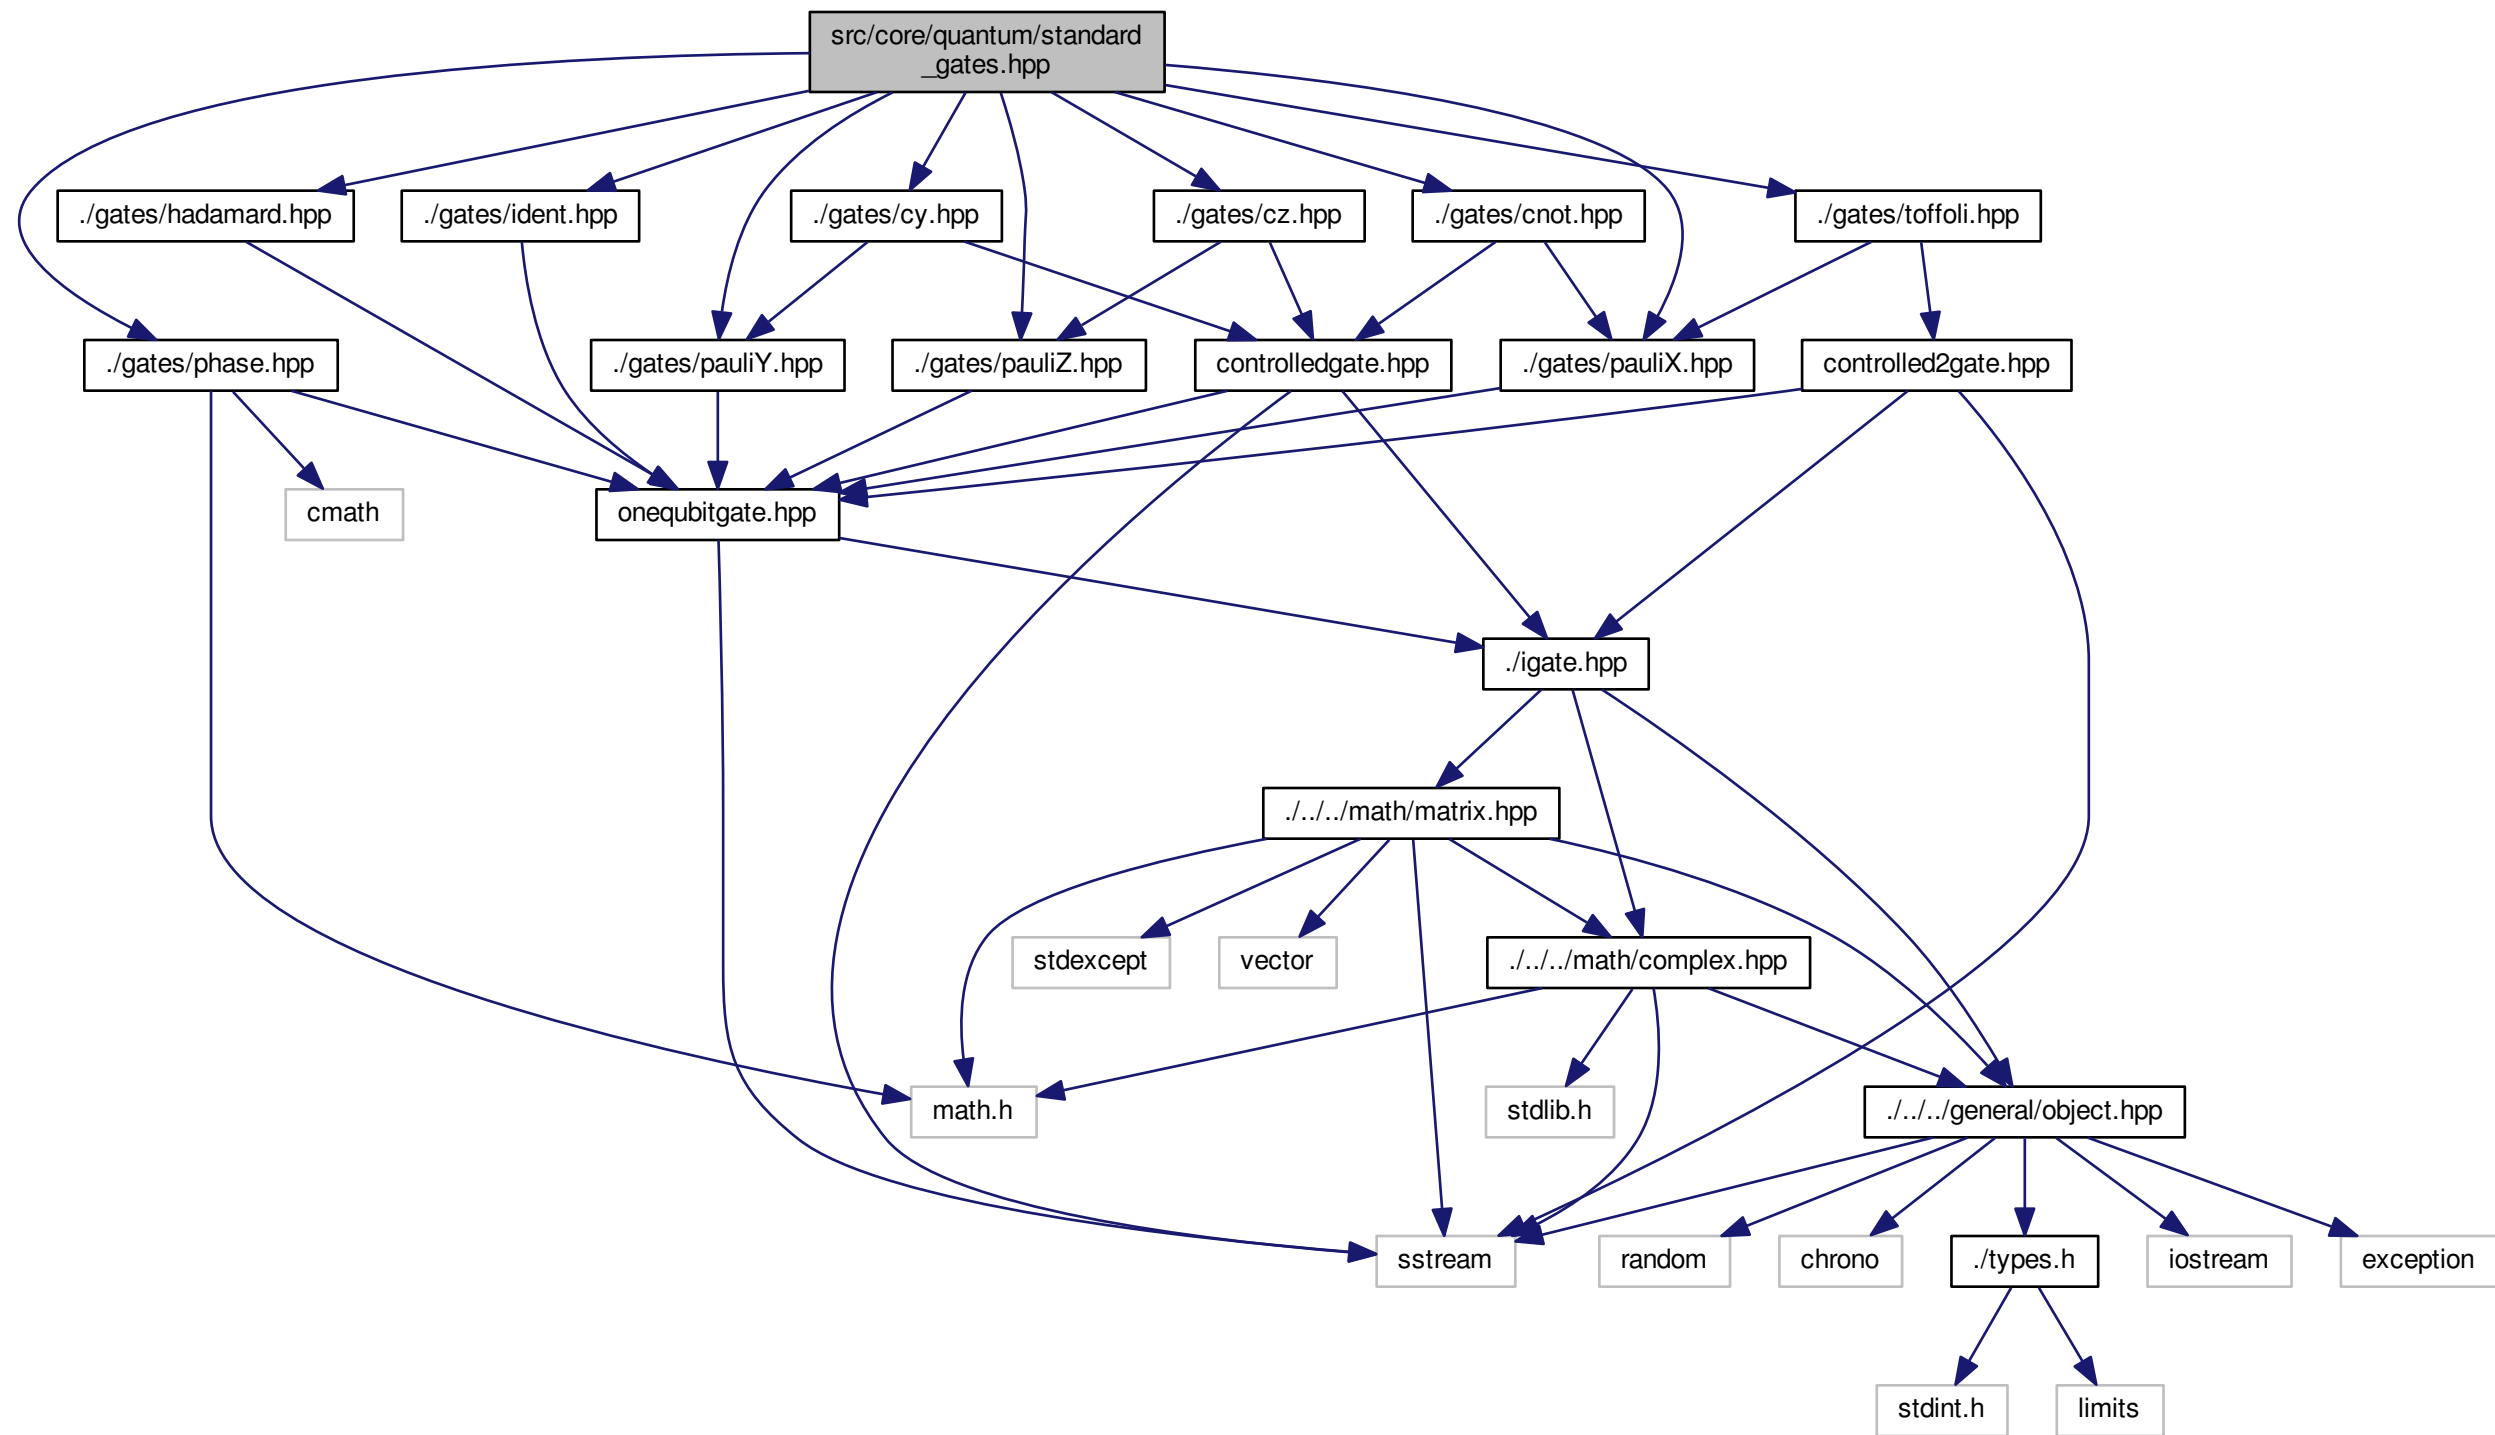 src/core/quantum/standard
_gates.hpp
./gates/hadamard.hpp
./gates/ident.hpp
./gates/cy.hpp
./gates/cz.hpp
./gates/cnot.hpp
./gates/toffoli.hpp
./gates/phase.hpp
./gates/pauliY.hpp
./gates/pauliZ.hpp
controlledgate.hpp
./gates/pauliX.hpp
controlled2gate.hpp
cmath
onequbitgate.hpp
./igate.hpp
./../../math/matrix.hpp
stdexcept
vector
./../../math/complex.hpp
math.h
stdlib.h
./../../general/object.hpp
sstream
random
chrono
./types.h
iostream
exception
stdint.h
limits